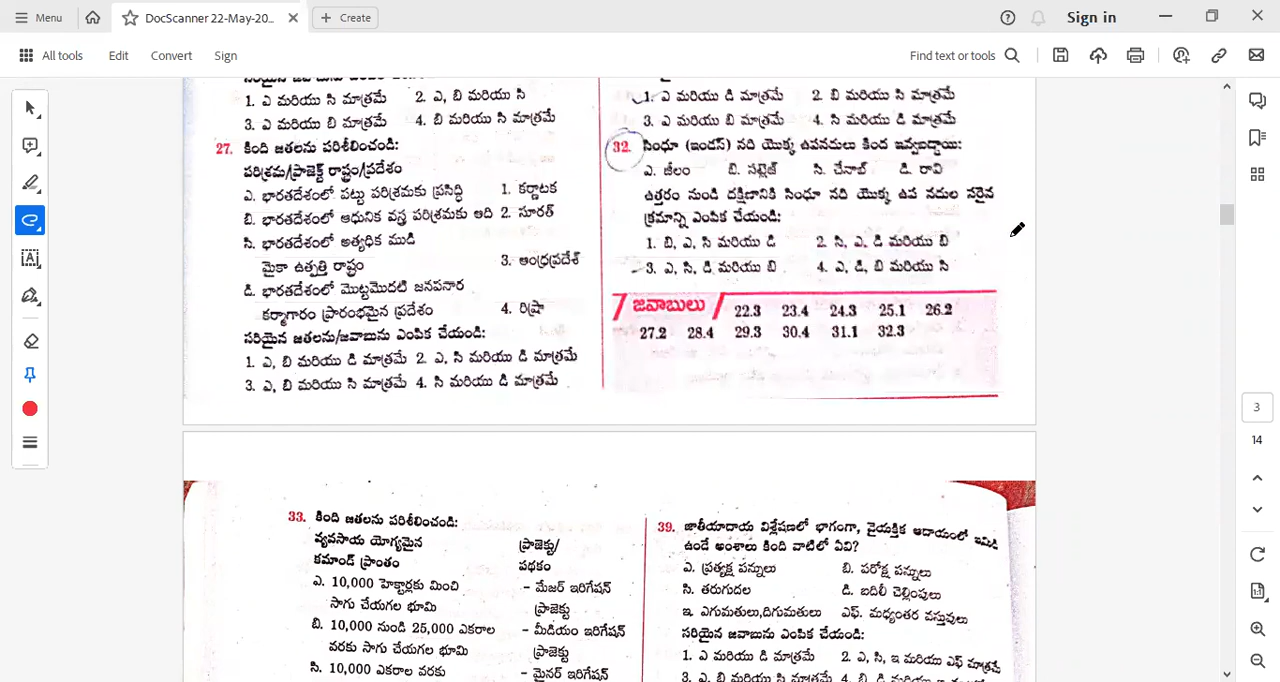 Menu
DocScanner 22-May-20...
Create
Sign in
All tools
Edit
Convert
Sign
Find text or tools
1. ఎ మరియు సి మాత్రమే 2. ఎ, బి మరియు సి
3. ఎ మరియు బి మాత్రమే 4. బి మరియు సి మాత్రమే
27. కింది జతలను పరిశీలించండి:
పరిశ్రమ/ప్రాజెక్ట్ రాష్ట్రం/ప్రదేశం
ఎ. భారతదేశంలో పట్టు పరిశ్రమకు ప్రసిద్ధి 1. కర్ణాటక
బి. భారతదేశంలో ఆధునిక వస్త్ర పరిశ్రమకు ఆది 2. సూరత్
సి. భారతదేశంలో అత్యధిక ముడి
మైకా ఉత్పత్తి రాష్ట్రం 3. ఆంధ్రప్రదేశ్
డి. భారతదేశంలో మొట్టమొదటి జనపనార
కర్మాగారం ప్రారంభమైన ప్రదేశం 4. రిష్రా
సరియైన జతలను/జవాబును ఎంపిక చేయండి:
1. ఎ, బి మరియు డి మాత్రమే 2. ఎ, సి మరియు డి మాత్రమే
3. ఎ, బి మరియు సి మాత్రమే 4. సి మరియు డి మాత్రమే
1. ఎ మరియు డి మాత్రమే 2. బి మరియు సి మాత్రమే
3. ఎ మరియు బి మాత్రమే 4. సి మరియు డి మాత్రమే
32. సింధూ (ఇండస్) నది యొక్క ఉపనదులు కింద ఇవ్వబడ్డాయి:
ఎ. జీలం బి. సట్లెజ్ సి. చేనాబ్ డి. రావి
ఉత్తరం నుండి దక్షిణానికి సింధూ నది యొక్క ఉప నదుల సరైన
క్రమాన్ని ఎంపిక చేయండి:
1. బి, ఎ, సి మరియు డి 2. సి, ఎ, డి మరియు బి
3. ఎ, సి, డి మరియు బి 4. ఎ, డి, బి మరియు సి
జవాబులు 22.3 23.4 24.3 25.1 26.2
27.2 28.4 29.3 30.4 31.1 32.3
33. కింది జతలను పరిశీలించండి:
వ్యవసాయ యోగ్యమైన ప్రాజెక్టు/
కమాండ్ ప్రాంతం పథకం
ఎ. 10,000 హెక్టార్లకు మించి - మేజర్ ఇరిగేషన్
సాగు చేయగల భూమి ప్రాజెక్టు
బి. 10,000 నుండి 25,000 ఎకరాల - మీడియం ఇరిగేషన్
వరకు సాగు చేయగల భూమి ప్రాజెక్టు
సి. 10,000 ఎకరాల వరకు - మైనర్ ఇరిగేషన్
39. జాతీయాదాయ విశ్లేషణలో భాగంగా, వైయక్తిక ఆదాయంలో ఇమిడి
ఉండే అంశాలు కింది వాటిలో ఏవి?
ఎ. ప్రత్యక్ష పన్నులు బి. పరోక్ష పన్నులు
సి. తరుగుదల డి. బదిలీ చెల్లింపులు
ఇ. ఎగుమతులు,దిగుమతులు ఎఫ్. మధ్యంతర వస్తువులు
సరియైన జవాబును ఎంపిక చేయండి:
1. ఎ మరియు డి మాత్రమే 2. ఎ, సి, ఇ మరియు ఎఫ్ మాత్రమే
3
14